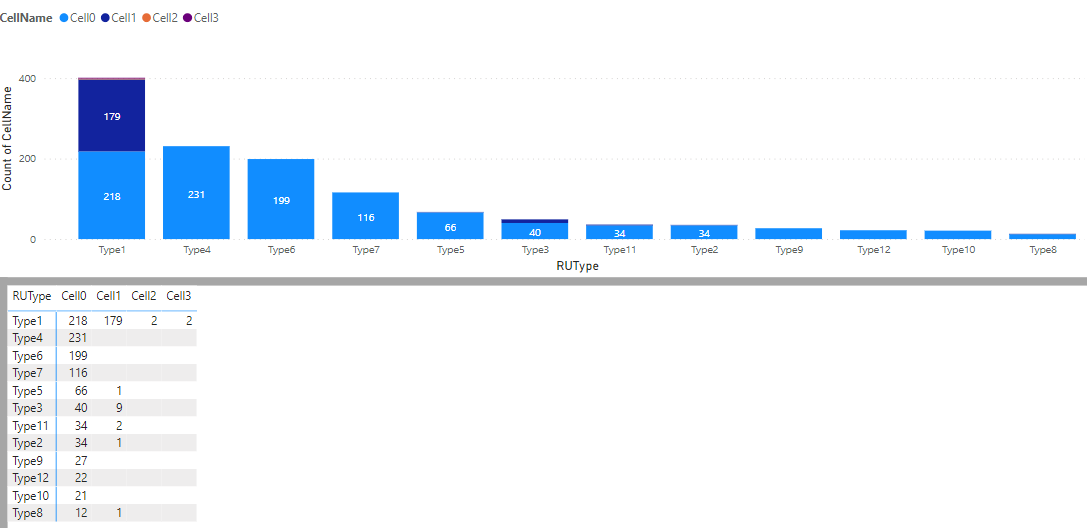 CellName Cell0 Cell1 Cell2 Cell3
Count of CellName
400
200
0
179
218
231
199
116
66
40
34
34
Type1 Type4 Type6 Type7 Type5 Type3 Type11 Type2 Type9 Type12 Type10 Type8
RUType
RUType Cell0 Cell1 Cell2 Cell3
Type1 218 179 2 2
Type4 231
Type6 199
Type7 116
Type5 66 1
Type3 40 9
Type11 34 2
Type2 34 1
Type9 27
Type12 22
Type10 21
Type8 12 1